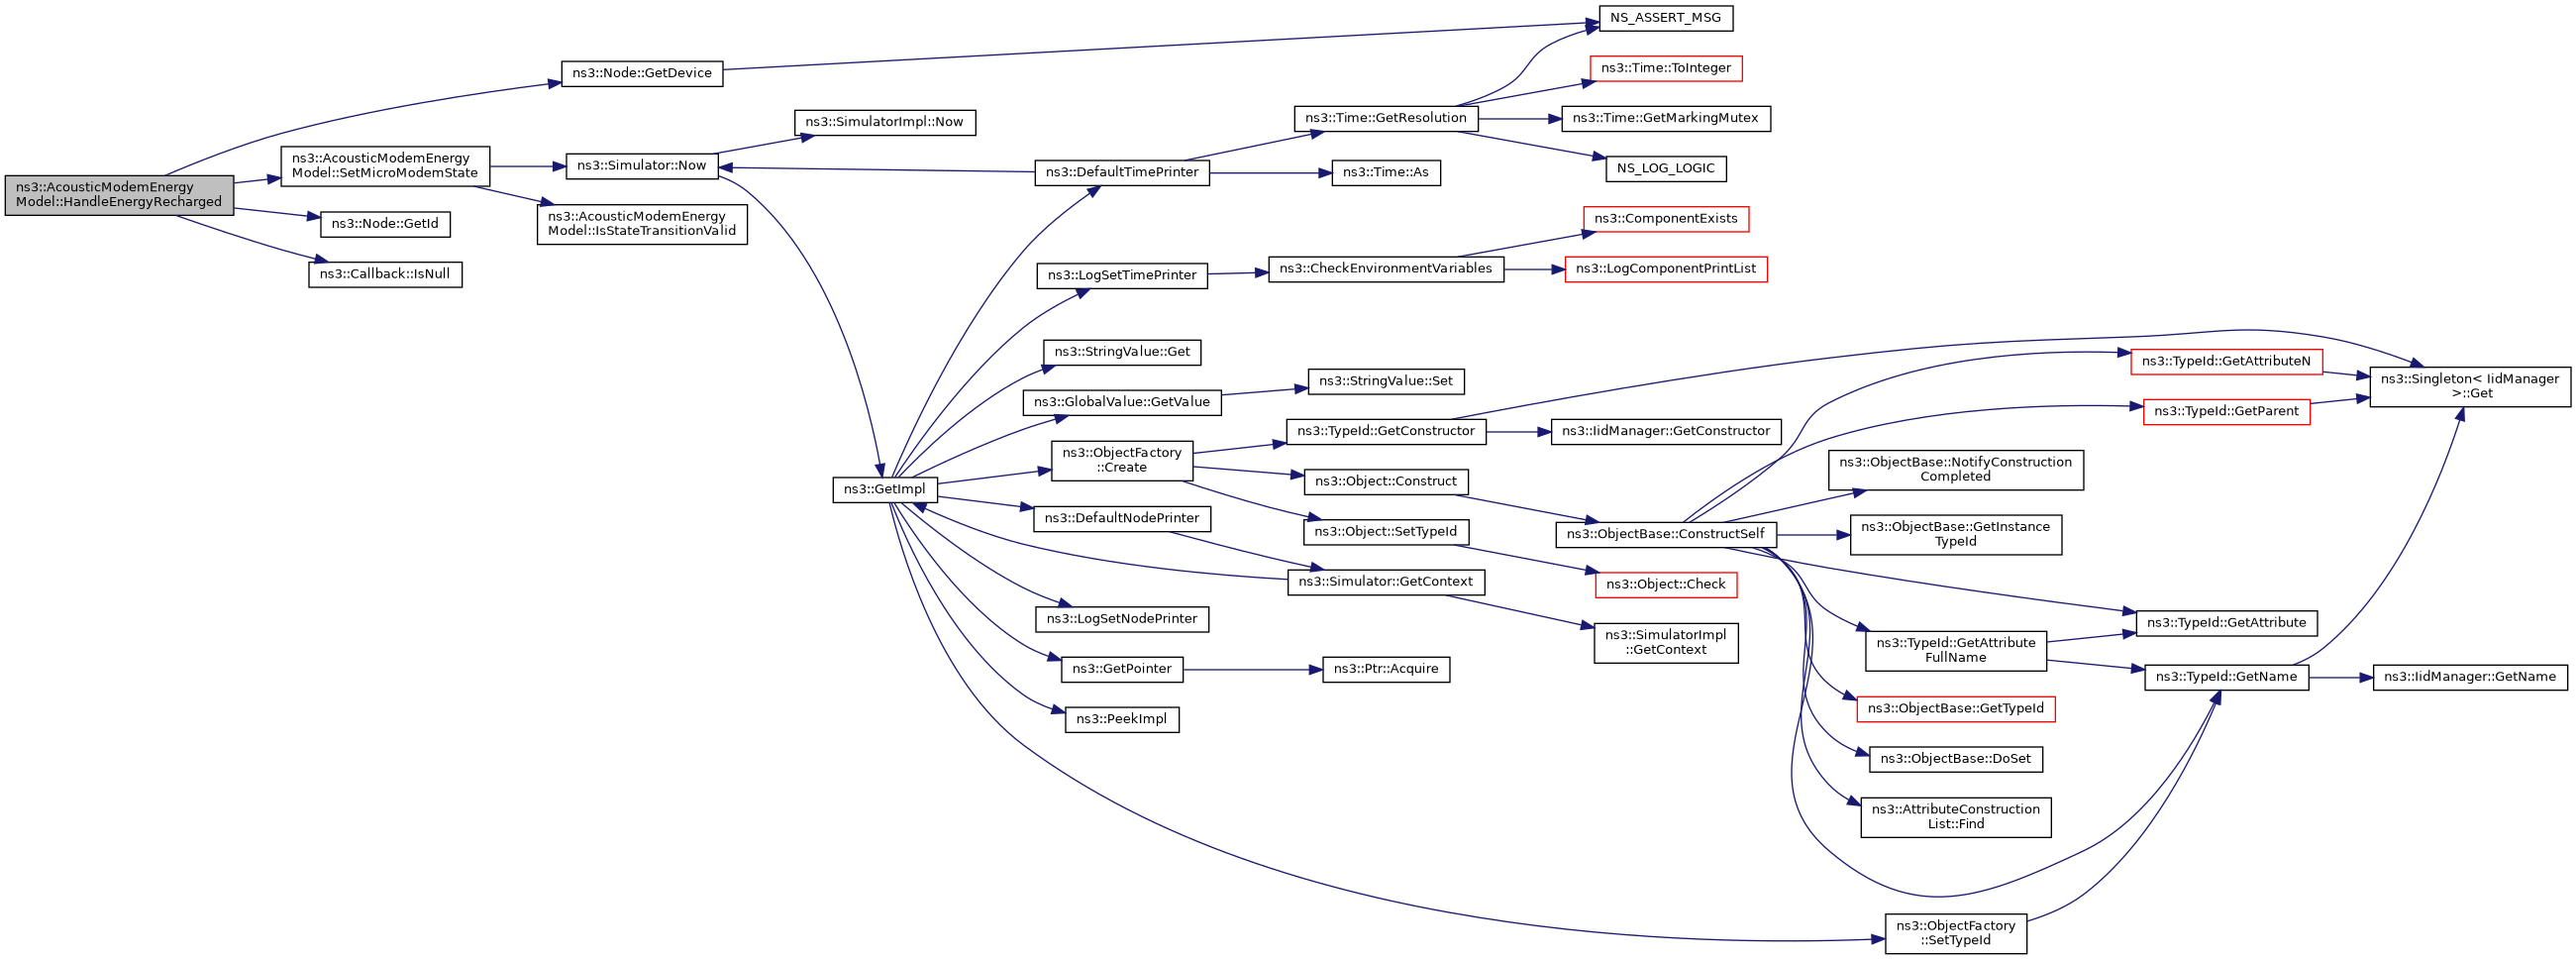 ns3::AcousticModemEnergy
Model::HandleEnergyRecharged
ns3::Node::GetDevice
ns3::AcousticModemEnergy
Model::SetMicroModemState
ns3::Node::GetId
ns3::Callback::IsNull
ns3::Simulator::Now
ns3::AcousticModemEnergy
Model::IsStateTransitionValid
ns3::SimulatorImpl::Now
ns3::GetImpl
ns3::DefaultTimePrinter
ns3::LogSetTimePrinter
ns3::StringValue::Get
ns3::GlobalValue::GetValue
ns3::ObjectFactory
::Create
ns3::DefaultNodePrinter
ns3::LogSetNodePrinter
ns3::GetPointer
ns3::PeekImpl
ns3::Time::GetResolution
ns3::Time::As
ns3::CheckEnvironmentVariables
ns3::StringValue::Set
ns3::TypeId::GetConstructor
ns3::Object::Construct
ns3::Object::SetTypeId
ns3::Simulator::GetContext
ns3::Ptr::Acquire
NS_ASSERT_MSG
ns3::Time::ToInteger
ns3::Time::GetMarkingMutex
NS_LOG_LOGIC
ns3::ComponentExists
ns3::LogComponentPrintList
ns3::IidManager::GetConstructor
ns3::ObjectBase::ConstructSelf
ns3::Object::Check
ns3::SimulatorImpl
::GetContext
ns3::ObjectBase::NotifyConstruction
Completed
ns3::ObjectBase::GetInstance
TypeId
ns3::TypeId::GetAttribute
FullName
ns3::ObjectBase::GetTypeId
ns3::ObjectBase::DoSet
ns3::AttributeConstruction
List::Find
ns3::ObjectFactory
::SetTypeId
ns3::TypeId::GetAttributeN
ns3::TypeId::GetParent
ns3::TypeId::GetAttribute
ns3::TypeId::GetName
ns3::Singleton< IidManager
>::Get
ns3::IidManager::GetName